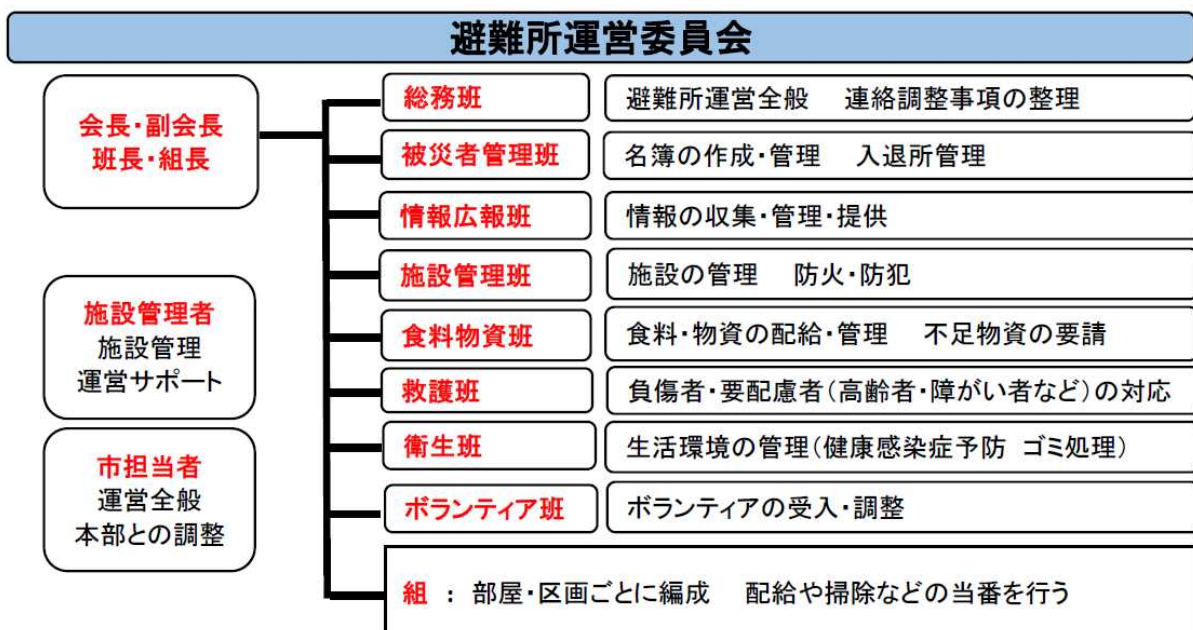 避難所運営委員会
会長・副会長
班長・組長
施設管理者
施設管理
運営サポート
市担当者
運営全般
本部との調整
総務班 避難所運営全般 連絡調整事項の整理
被災者管理班 名簿の作成・管理 入退所管理
情報広報班 情報の収集・管理・提供
施設管理班 施設の管理 防火・防犯
食料物資班 食料・物資の配給・管理 不足物資の要請
救護班 負傷者・要配慮者(高齢者・障がい者など)の対応
衛生班 生活環境の管理(健康感染症予防 ゴミ処理)
ボランティア班 ボランティアの受入・調整
組 : 部屋・区画ごとに編成 配給や掃除などの当番を行う